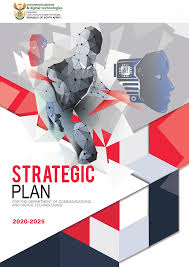 communications
& digital technologies
Department:
Communications & Digital Technologies
REPUBLIC OF SOUTH AFRICA
STRATEGIC
PLAN
FOR THE DEPARTMENT OF COMMUNICATIONS
AND DIGITAL TECHNOLOGIES
2020-2025